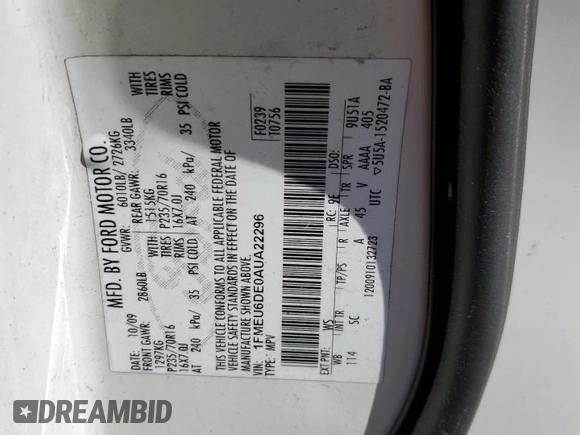 MFD. BY FORD MOTOR CO.
DATE: 10/09 GVWR: 6010LB/ 2726KG
FRONT GAWR: 2860LB REAR GAWR: 3340LB
1297KG 1515KG WITH
P235/70R16 P235/70R16 TIRES
16X7.0J 16X7.0J RIMS
AT 240 kPa/ 35 PSI COLD AT 240 kPa/ 35 PSI COLD
WITH
TIRES
RIMS
THIS VEHICLE CONFORMS TO ALL APPLICABLE FEDERAL MOTOR
VEHICLE SAFETY STANDARDS IN EFFECT ON THE DATE OF
MANUFACTURE SHOWN ABOVE.
VIN: 1FMEU6DE0AUA22296
TYPE: MPV
F0239
T0756
EXT PNT: WS RC: 9E DSO:
WB INT TR TP/PS R AXLE TR SPR 9U51A
114 SC A 45 V AAAA 405
1200910132723 UTC ▽5U5A-1520472-BA
DREAMBID